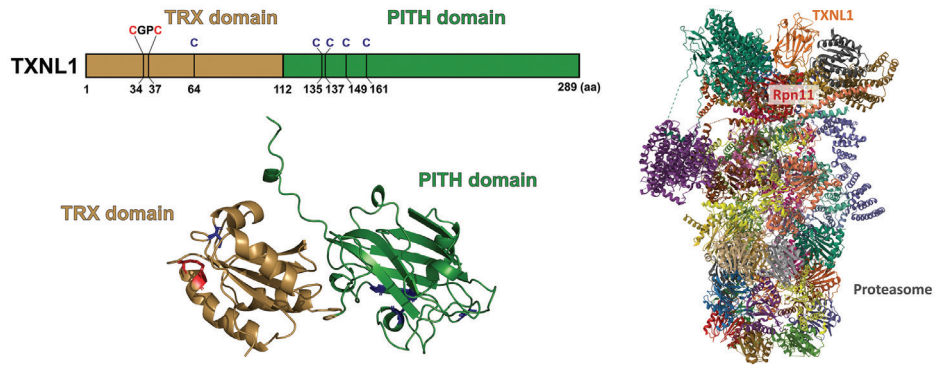 TRX domain
PITH domain
CGPC
C
C C C C
TXNL1
1
34
37
64
112
135
137
149
161
289 (aa)
TRX domain
PITH domain
TXNL1
Rpn11
Proteasome